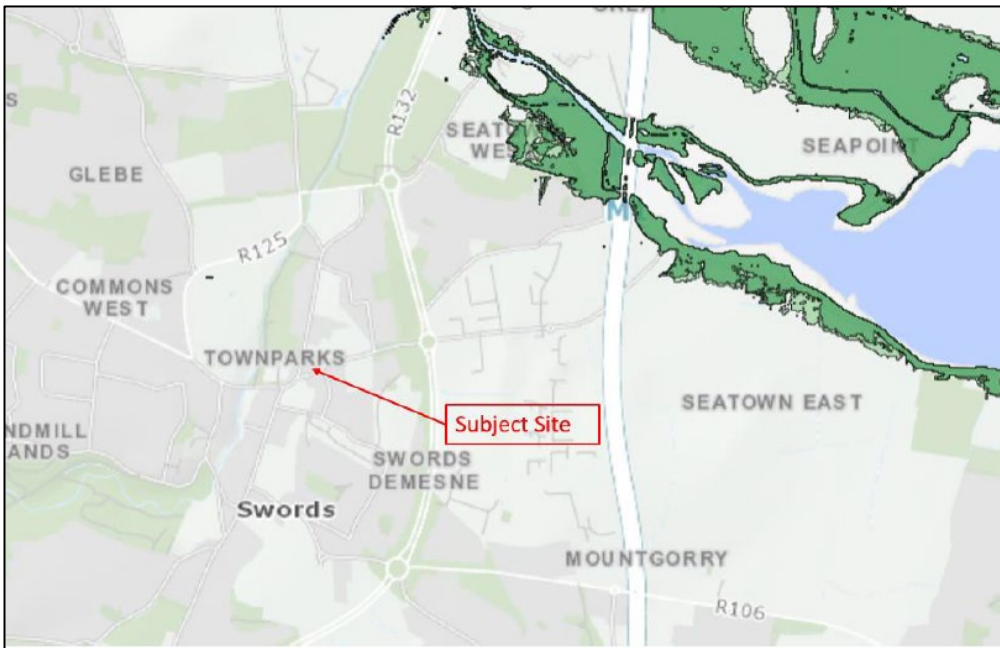 R132
SEATOWN
WEST
SEAPOINT
GLEBE
R125
M
COMMONS
WEST
TOWNPARKS
Subject Site
SEATOWN EAST
NDMILL
ANDS
SWORDS
DEMESNE
Swords
MOUNTGORRY
R106